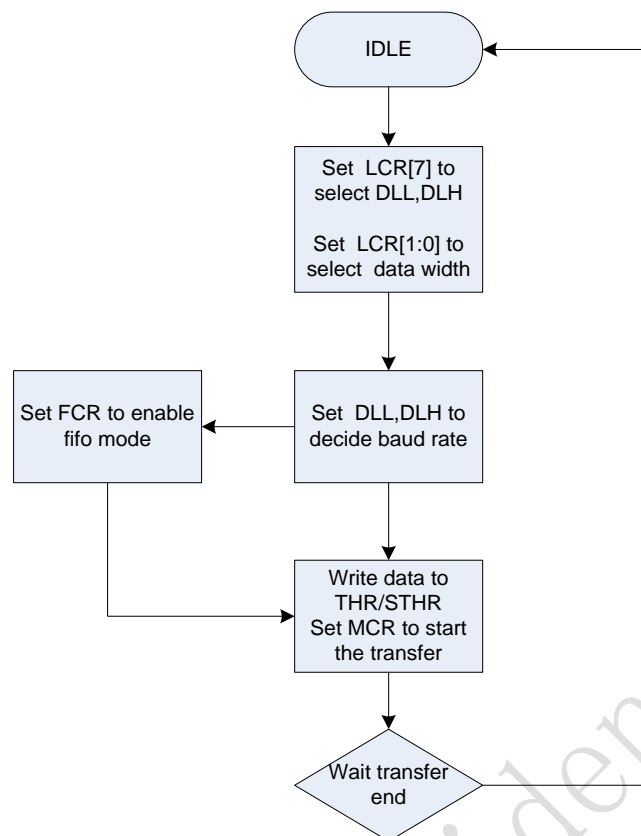 IDLE
Set LCR[7] to
select DLL,DLH
Set LCR[1:0] to
select data width
Set FCR to enable
fifo mode
Set DLL,DLH to
decide baud rate
Write data to
THR/STHR
Set MCR to start
the transfer
Wait transfer
end